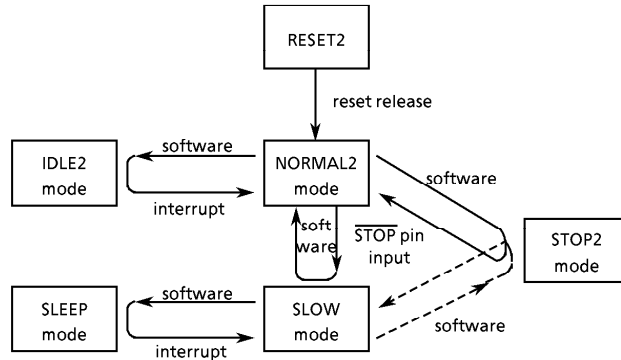 RESET2
reset release
IDLE2
mode
software
interrupt
NORMAL2
mode
software
soft
ware
STOP pin
input
STOP2
mode
SLEEP
mode
software
interrupt
SLOW
mode
software